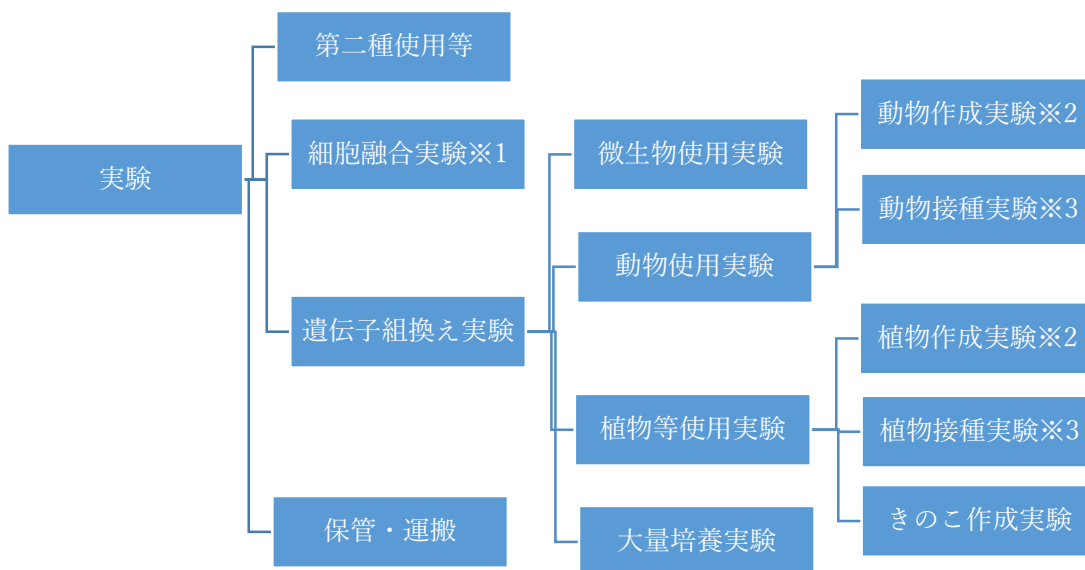 実験
第二種使用等
細胞融合実験※1
遺伝子組換え実験
保管・運搬
微生物使用実験
動物使用実験
植物等使用実験
大量培養実験
動物作成実験※2
動物接種実験※3
植物作成実験※2
植物接種実験※3
きのこ作成実験